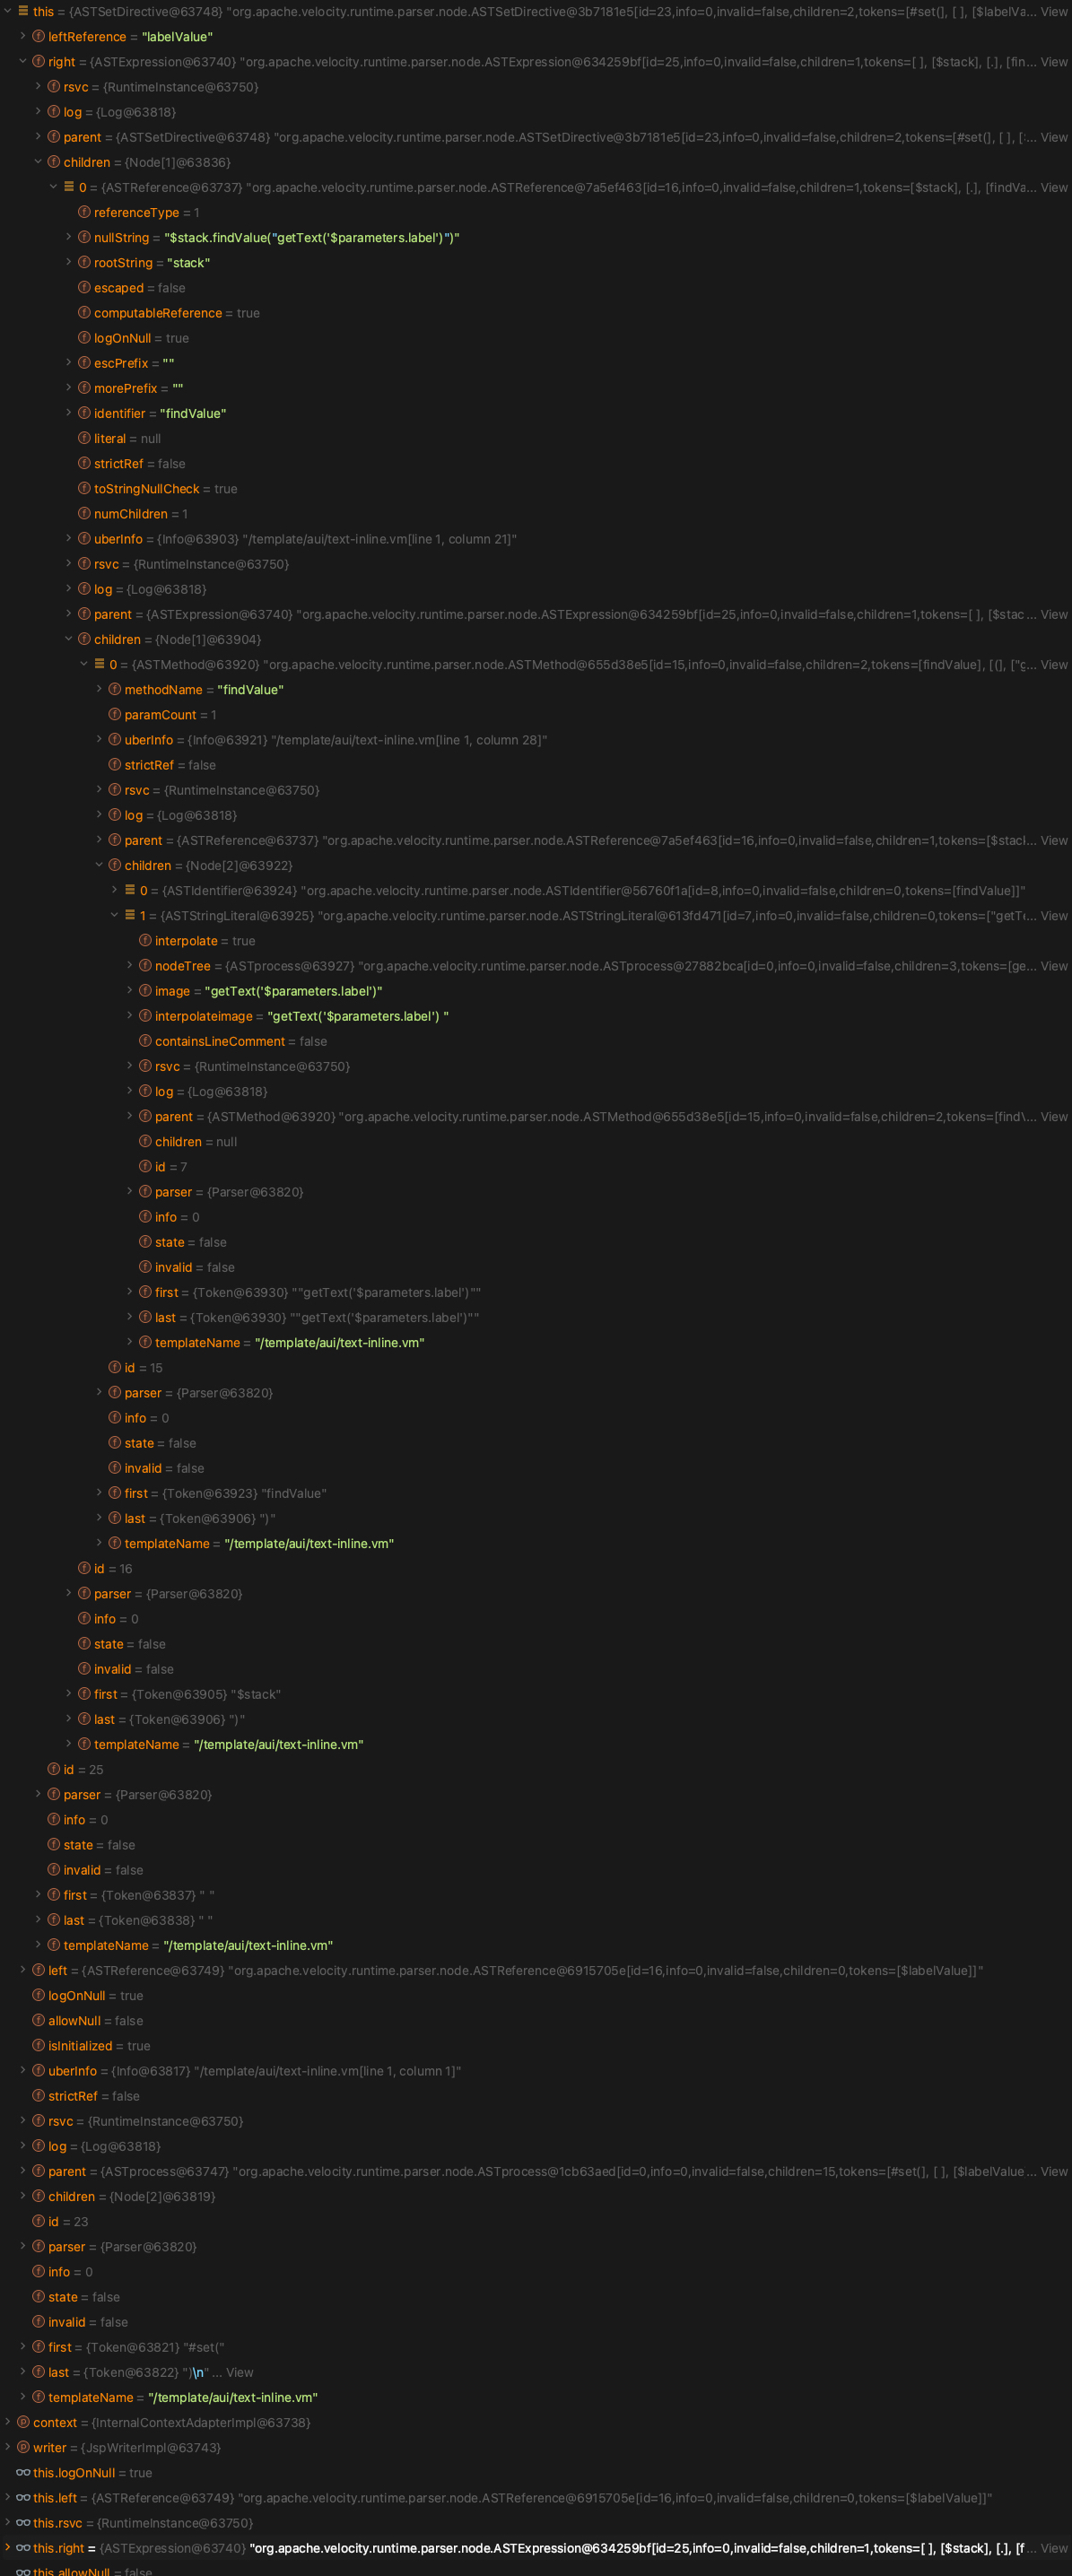 this = {ASTSetDirective@63748} "org.apache.velocity.runtime.parser.node.ASTSetDirective@3b7181e5[id=23,info=0,invalid=false,children=2,tokens=[#set(], [ ], [$labelVa... View
leftReference = "labelValue"
right = {ASTExpression@63740} "org.apache.velocity.runtime.parser.node.ASTExpression@634259bf[id=25,info=0,invalid=false,children=1,tokens=[ ], [$stack], [.], [fin... View
rsvc = {RuntimeInstance@63750}
log = {Log@63818}
parent = {ASTSetDirective@63748} "org.apache.velocity.runtime.parser.node.ASTSetDirective@3b7181e5[id=23,info=0,invalid=false,children=2,tokens=[#set(], [ ], [... View
children = {Node[1]@63836}
0 = {ASTReference@63737} "org.apache.velocity.runtime.parser.node.ASTReference@7a5ef463[id=16,info=0,invalid=false,children=1,tokens=[$stack], [.], [findVa... View
referenceType = 1
nullString = "$stack.findValue("getText('$parameters.label')")"
rootString = "stack"
escaped = false
computableReference = true
logOnNull = true
escPrefix = ""
morePrefix = ""
identifier = "findValue"
literal = null
strictRef = false
toStringNullCheck = true
numChildren = 1
uberInfo = {Info@63903} "/template/aui/text-inline.vm[line 1, column 21]"
rsvc = {RuntimeInstance@63750}
log = {Log@63818}
parent = {ASTExpression@63740} "org.apache.velocity.runtime.parser.node.ASTExpression@634259bf[id=25,info=0,invalid=false,children=1,tokens=[ ], [$stac... View
children = {Node[1]@63904}
0 = {ASTMethod@63920} "org.apache.velocity.runtime.parser.node.ASTMethod@655d38e5[id=15,info=0,invalid=false,children=2,tokens=[findValue], [(], ["g... View
methodName = "findValue"
paramCount = 1
uberInfo = {Info@63921} "/template/aui/text-inline.vm[line 1, column 28]"
strictRef = false
rsvc = {RuntimeInstance@63750}
log = {Log@63818}
parent = {ASTReference@63737} "org.apache.velocity.runtime.parser.node.ASTReference@7a5ef463[id=16,info=0,invalid=false,children=1,tokens=[$stac... View
children = {Node[2]@63922}
0 = {ASTIdentifier@63924} "org.apache.velocity.runtime.parser.node.ASTIdentifier@56760f1a[id=8,info=0,invalid=false,children=0,tokens=[findValue]]"
1 = {ASTStringLiteral@63925} "org.apache.velocity.runtime.parser.node.ASTStringLiteral@613fd471[id=7,info=0,invalid=false,children=0,tokens=["getTe... View
interpolate = true
nodeTree = {ASTprocess@63927} "org.apache.velocity.runtime.parser.node.ASTprocess@27882bca[id=0,info=0,invalid=false,children=3,tokens=[ge... View
image = "getText('$parameters.label')"
interpolateimage = "getText('$parameters.label') "
containsLineComment = false
rsvc = {RuntimeInstance@63750}
log = {Log@63818}
parent = {ASTMethod@63920} "org.apache.velocity.runtime.parser.node.ASTMethod@655d38e5[id=15,info=0,invalid=false,children=2,tokens=[find... View
children = null
id = 7
parser = {Parser@63820}
info = 0
state = false
invalid = false
first = {Token@63930} ""getText('$parameters.label')""
last = {Token@63930} ""getText('$parameters.label')""
templateName = "/template/aui/text-inline.vm"
id = 15
parser = {Parser@63820}
info = 0
state = false
invalid = false
first = {Token@63923} "findValue"
last = {Token@63906} ")"
templateName = "/template/aui/text-inline.vm"
id = 16
parser = {Parser@63820}
info = 0
state = false
invalid = false
first = {Token@63905} "$stack"
last = {Token@63906} ")"
templateName = "/template/aui/text-inline.vm"
id = 25
parser = {Parser@63820}
info = 0
state = false
invalid = false
first = {Token@63837} " "
last = {Token@63838} " "
templateName = "/template/aui/text-inline.vm"
left = {ASTReference@63749} "org.apache.velocity.runtime.parser.node.ASTReference@6915705e[id=16,info=0,invalid=false,children=0,tokens=[$labelValue]]"
logOnNull = true
allowNull = false
isInitialized = true
uberInfo = {Info@63817} "/template/aui/text-inline.vm[line 1, column 1]"
strictRef = false
rsvc = {RuntimeInstance@63750}
log = {Log@63818}
parent = {ASTprocess@63747} "org.apache.velocity.runtime.parser.node.ASTprocess@1cb63aed[id=0,info=0,invalid=false,children=15,tokens=[#set(], [ ], [$labelValue... View
children = {Node[2]@63819}
id = 23
parser = {Parser@63820}
info = 0
state = false
invalid = false
first = {Token@63821} "#set("
last = {Token@63822} ")\n" ... View
templateName = "/template/aui/text-inline.vm"
context = {InternalContextAdapterImpl@63738}
writer = {JspWriterImpl@63743}
this.logOnNull = true
this.left = {ASTReference@63749} "org.apache.velocity.runtime.parser.node.ASTReference@6915705e[id=16,info=0,invalid=false,children=0,tokens=[$labelValue]]"
this.rsvc = {RuntimeInstance@63750}
this.right = {ASTExpression@63740} "org.apache.velocity.runtime.parser.node.ASTExpression@634259bf[id=25,info=0,invalid=false,children=1,tokens=[ ], [$stack], [.], [f... View
this.allowNull = false